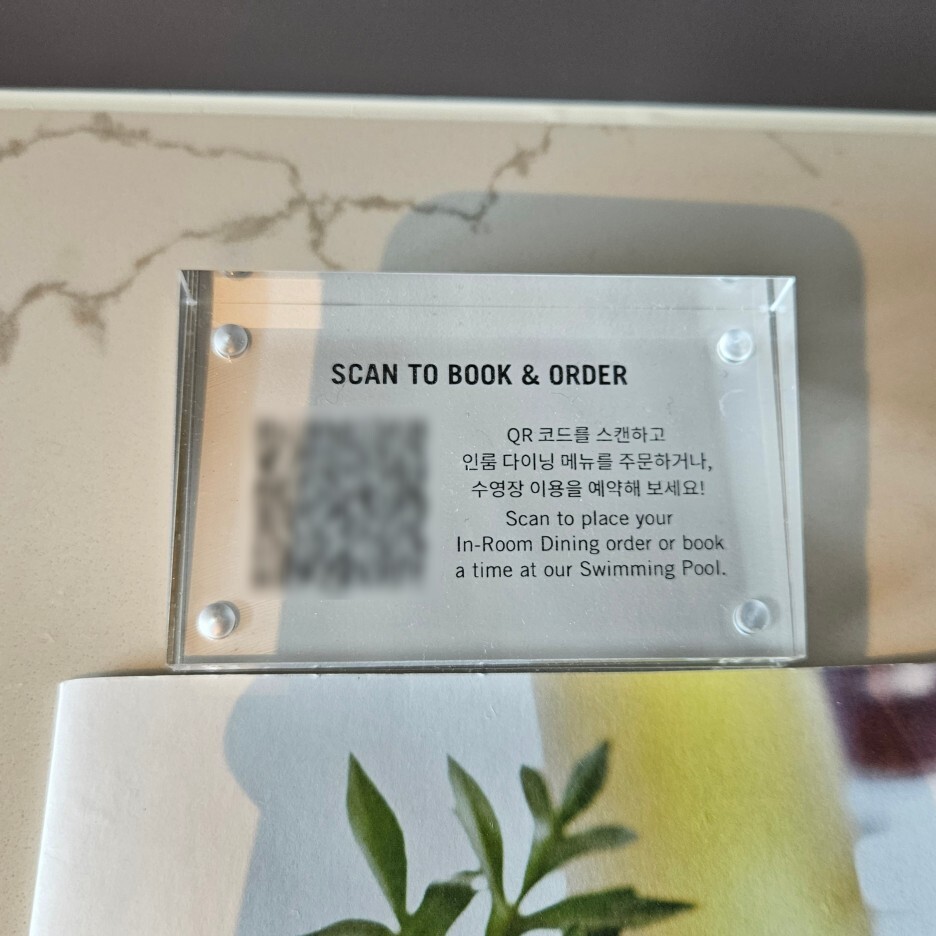 SCAN TO BOOK & ORDER
QR 코드를 스캔하고
인룸 다이닝 메뉴를 주문하거나,
수영장 이용을 예약해 보세요!
Scan to place your
In-Room Dining order or book
a time at our Swimming Pool.